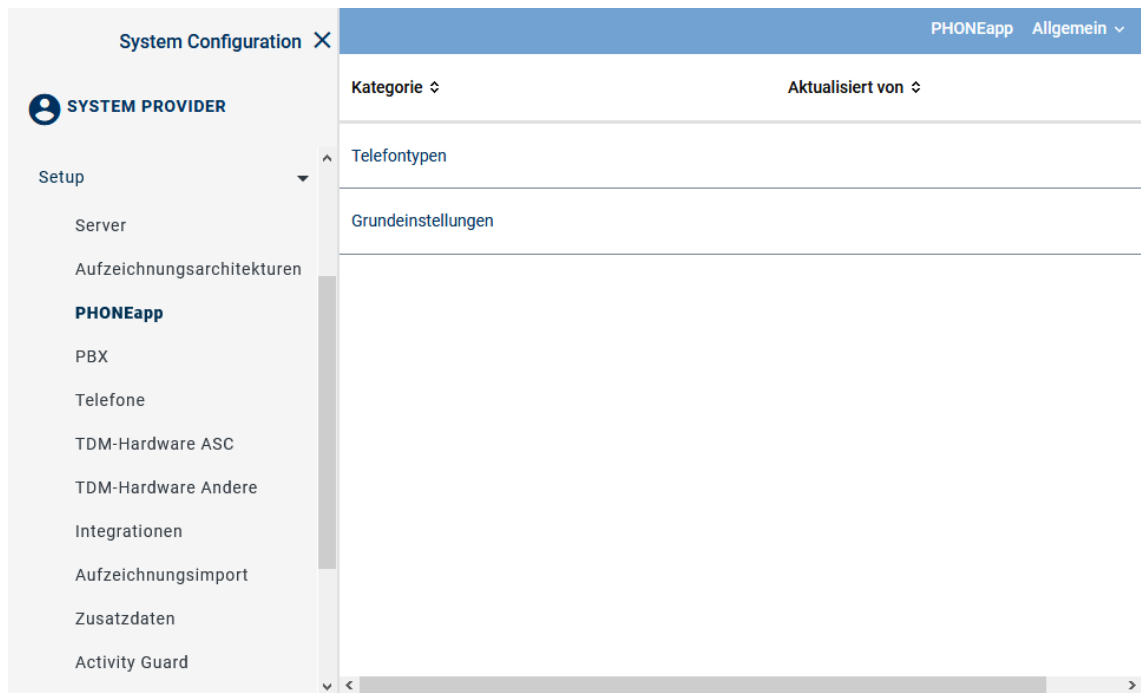 System Configuration
PHONEapp Allgemein
SYSTEM PROVIDER
Kategorie Aktualisiert von
Setup
Telefontypen
Server
Grundeinstellungen
Aufzeichnungsarchitekturen
PHONEapp
PBX
Telefone
TDM-Hardware ASC
TDM-Hardware Andere
Integrationen
Aufzeichnungsimport
Zusatzdaten
Activity Guard